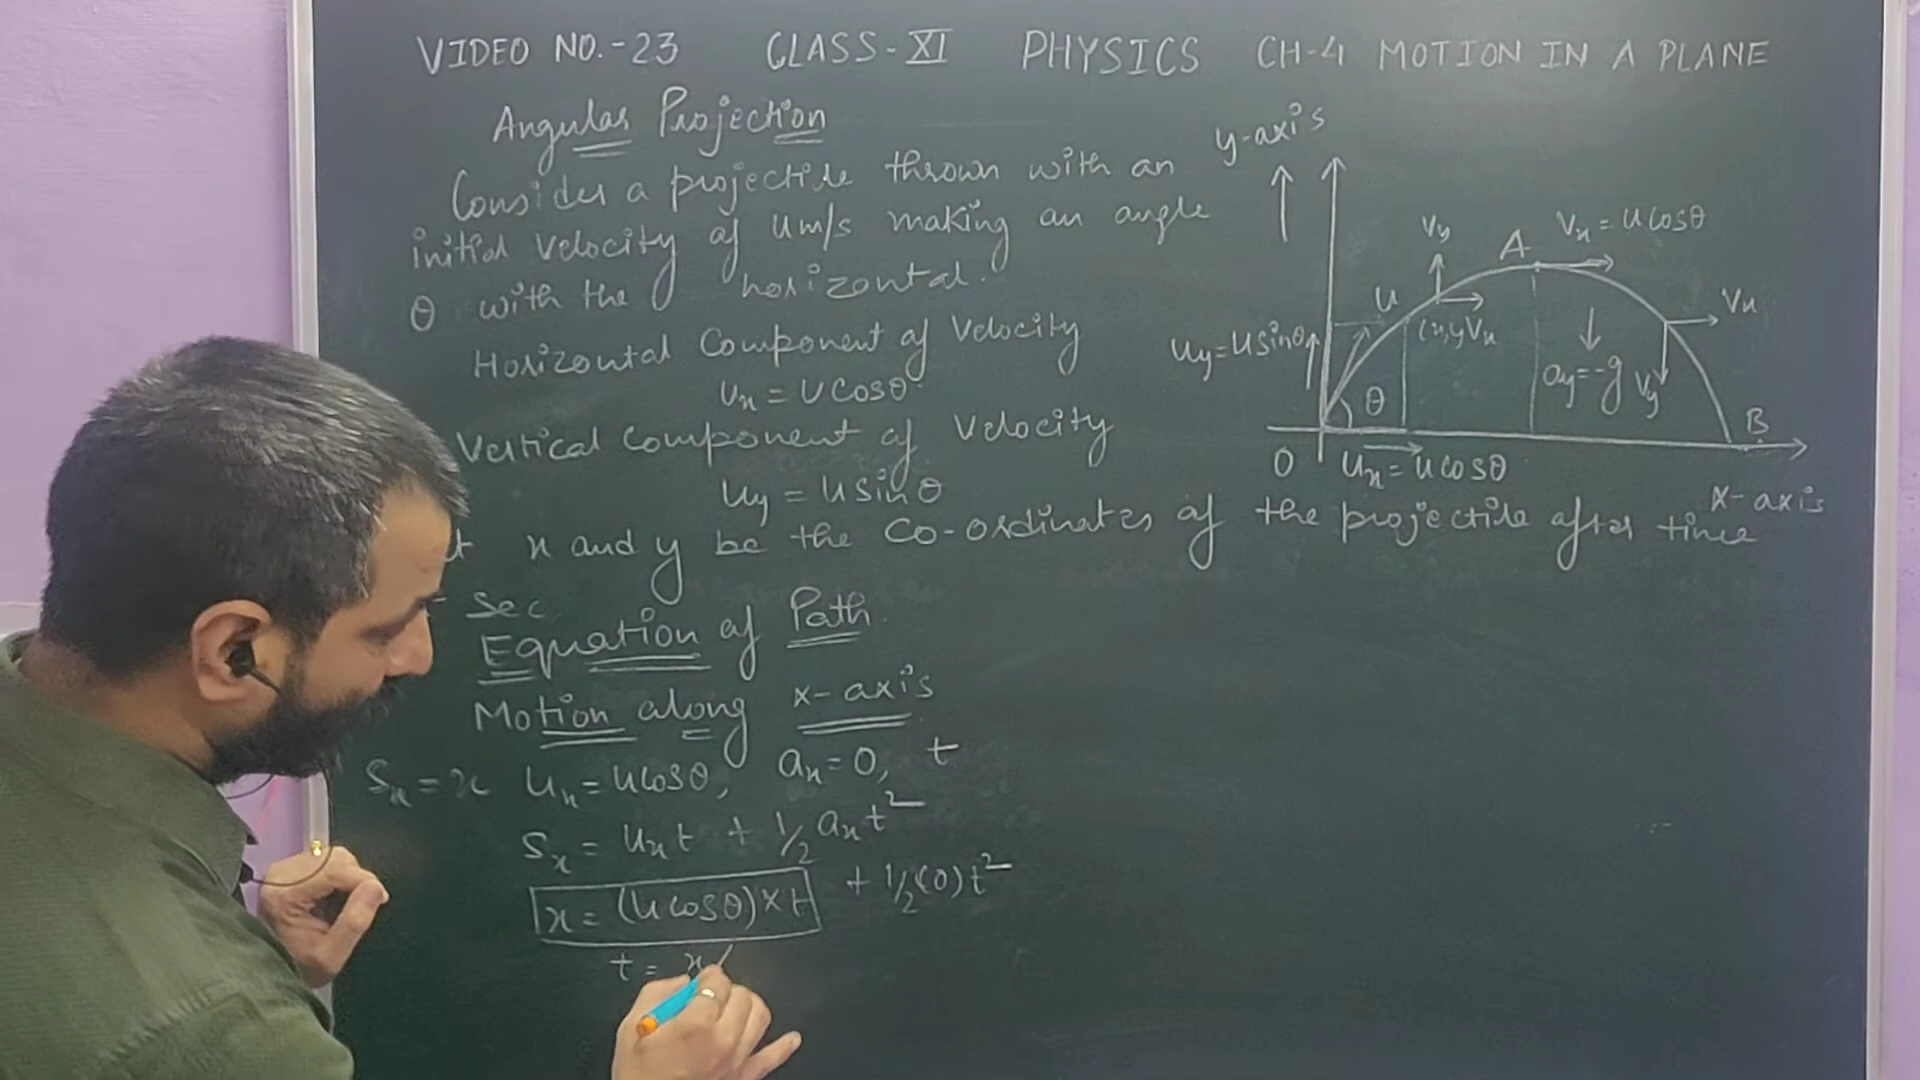 VIDEO NO.-23 CLASS-XI PHYSICS CH-4 MOTION IN A PLANE
Angular Projection
Consider a projectile thrown with an
initial velocity of u m/s making an angle
θ with the horizontal.
Horizontal Component of Velocity
ux = u cosθ
Vertical Component of Velocity
uy = u sinθ
x and y be the Co-ordinates of the projectile after time
Sec
Equation of Path
Motion along x-axis
Sx = x ux = u cosθ, ax = 0, t
Sx = uxt + 1/2 axt²
x = (u cosθ) × t + 1/2 (0) t²
t = x/
y-axis
Vy
A
Vx = u cosθ
u
(x,y
Vx
Vx
uy = u sinθ
θ
ay = -g
Vy
B
O
ux = u cosθ
X-axis